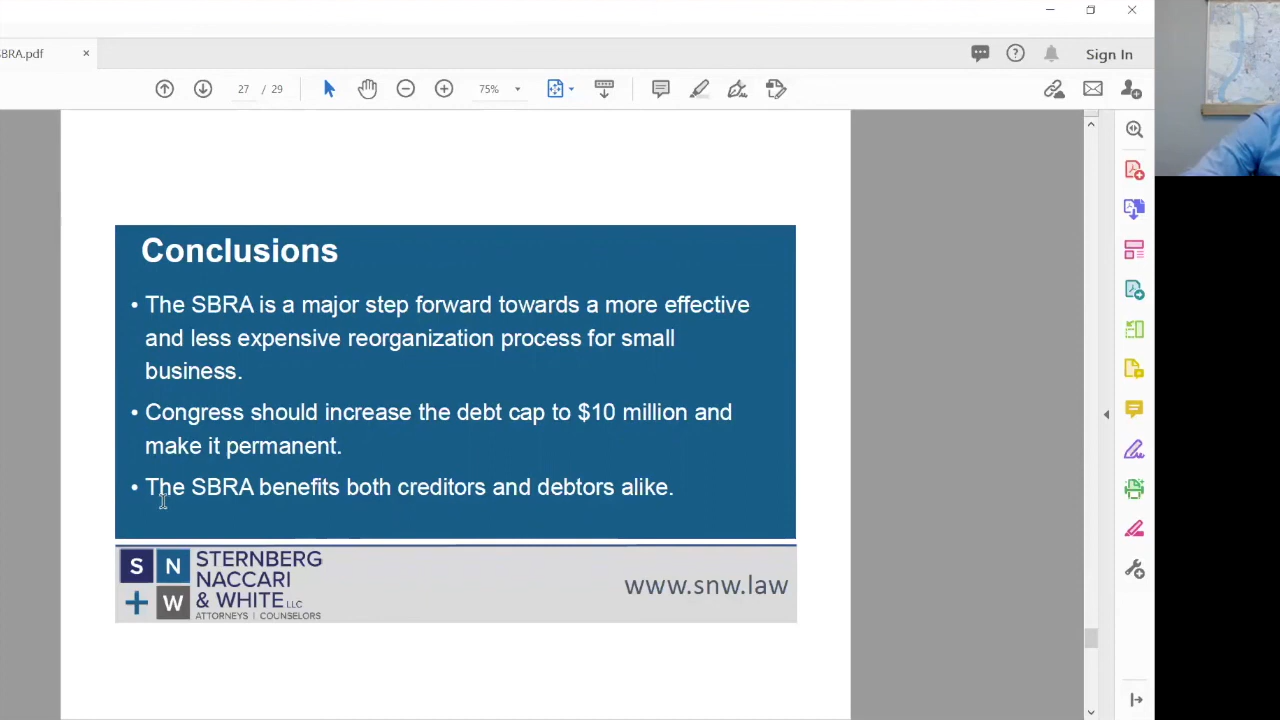 SBRA.pdf
Sign In
27 / 29
75%
Conclusions
• The SBRA is a major step forward towards a more effective
and less expensive reorganization process for small
business.
• Congress should increase the debt cap to $10 million and
make it permanent.
• The SBRA benefits both creditors and debtors alike.
S N
+ W
STERNBERG
NACCARI
& WHITE LLC
ATTORNEYS | COUNSELORS
www.snw.law